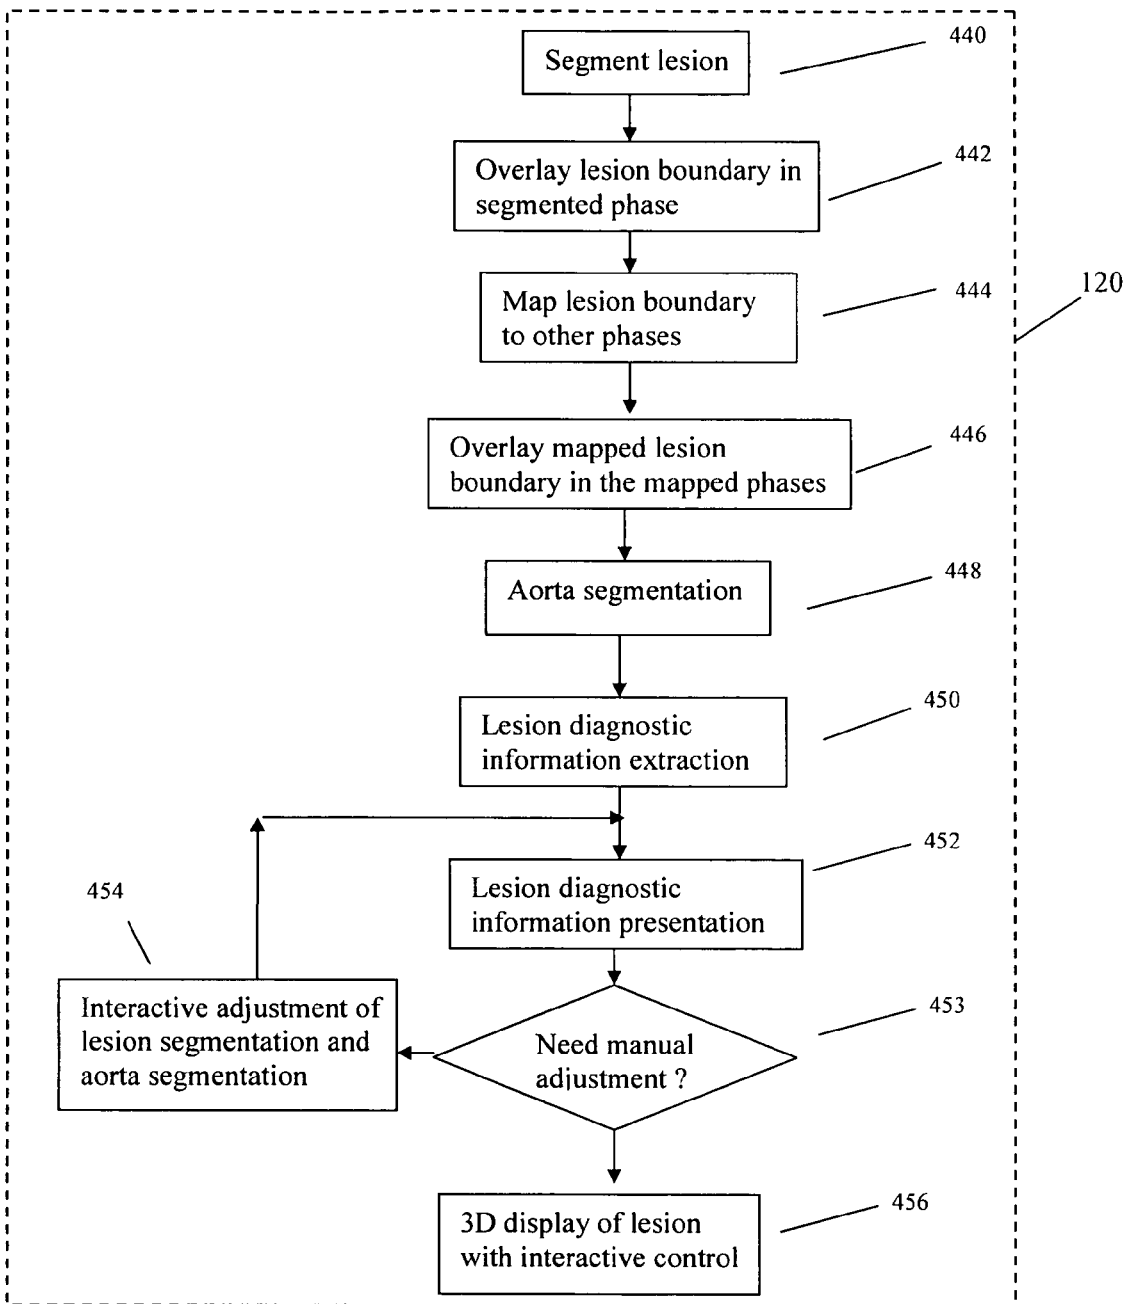 Segment lesion
440
Overlay lesion boundary in
segmented phase
442
Map lesion boundary
to other phases
444
120
Overlay mapped lesion
boundary in the mapped phases
446
Aorta segmentation
448
Lesion diagnostic
information extraction
450
Lesion diagnostic
information presentation
452
454
Interactive adjustment of
lesion segmentation and
aorta segmentation
Need manual
adjustment ?
453
3D display of lesion
with interactive control
456